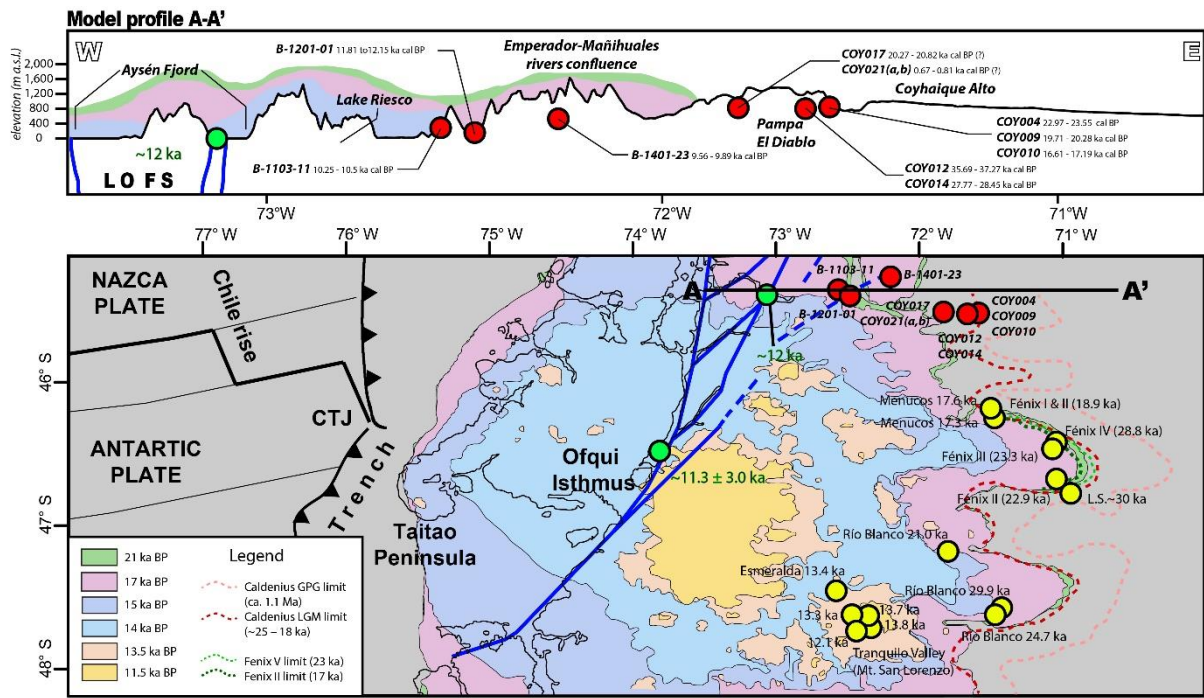 Model profile A-A'
W
E
elevation (m a.s.l.)
2,000
1,600
1,200
800
400
0
Aysén Fjord
B-1201-01 11.81 to12.15 ka cal BP
Emperador-Mañihuales
rivers confluence
COY017 20.27 - 20.82 ka cal BP (?)
COY021(a,b) 0.67 - 0.81 ka cal BP (?)
Coyhaique Alto
Lake Riesco
Pampa
El Diablo
~12 ka
LOFS
B-1103-11 10.25 - 10.5 ka cal BP)
B-1401-23 9.56 - 9.89 ka cal BP)
COY004 22.97 - 23.55 cal BP)
COY009 19.71 - 20.28 ka cal BP)
COY010 16.61 - 17.19 ka cal BP)
COY012 35.69 - 37.27 ka cal BP)
COY014 27.77 - 28.45 ka cal BP)
73°W
72°W
71°W
77°W
76°W
75°W
74°W
73°W
72°W
71°W
NAZCA
PLATE
Chile rise
CTJ
ANTARTIC
PLATE
Trench
46° S
47° S
48° S
A
A'
B-1103-11
B-1401-23
B-1201-01
COY017
COY021(a,b)
COY004
COY009
COY010
COY012
COY014
~12 ka
Menucos 17.6 ka
Menucos 17.3 ka
Fénix I & II (18.9 ka)
Fénix IV (28.8 ka)
Fénix III (23.3 ka)
Fénix II (22.9 ka)
L.S.~30 ka
Ofqui
Isthmus
~11.3 ± 3.0 ka
Taitao
Peninsula
Río Blanco 21.0 ka
Esmeralda 13.4 ka
Río Blanco 29.9 ka
13.3 ka
13.7 ka
13.8 ka
12.1 ka
Río Blanco 24.7 ka
Tranquilo Valley
(Mt. San Lorenzo)
Legend
21 ka BP
17 ka BP
15 ka BP
14 ka BP
13.5 ka BP
11.5 ka BP
Caldenius GPG limit
(ca. 1.1 Ma)
Caldenius LGM limit
(~25 – 18 ka)
Fenix V limit (23 ka)
Fenix II limit (17 ka)